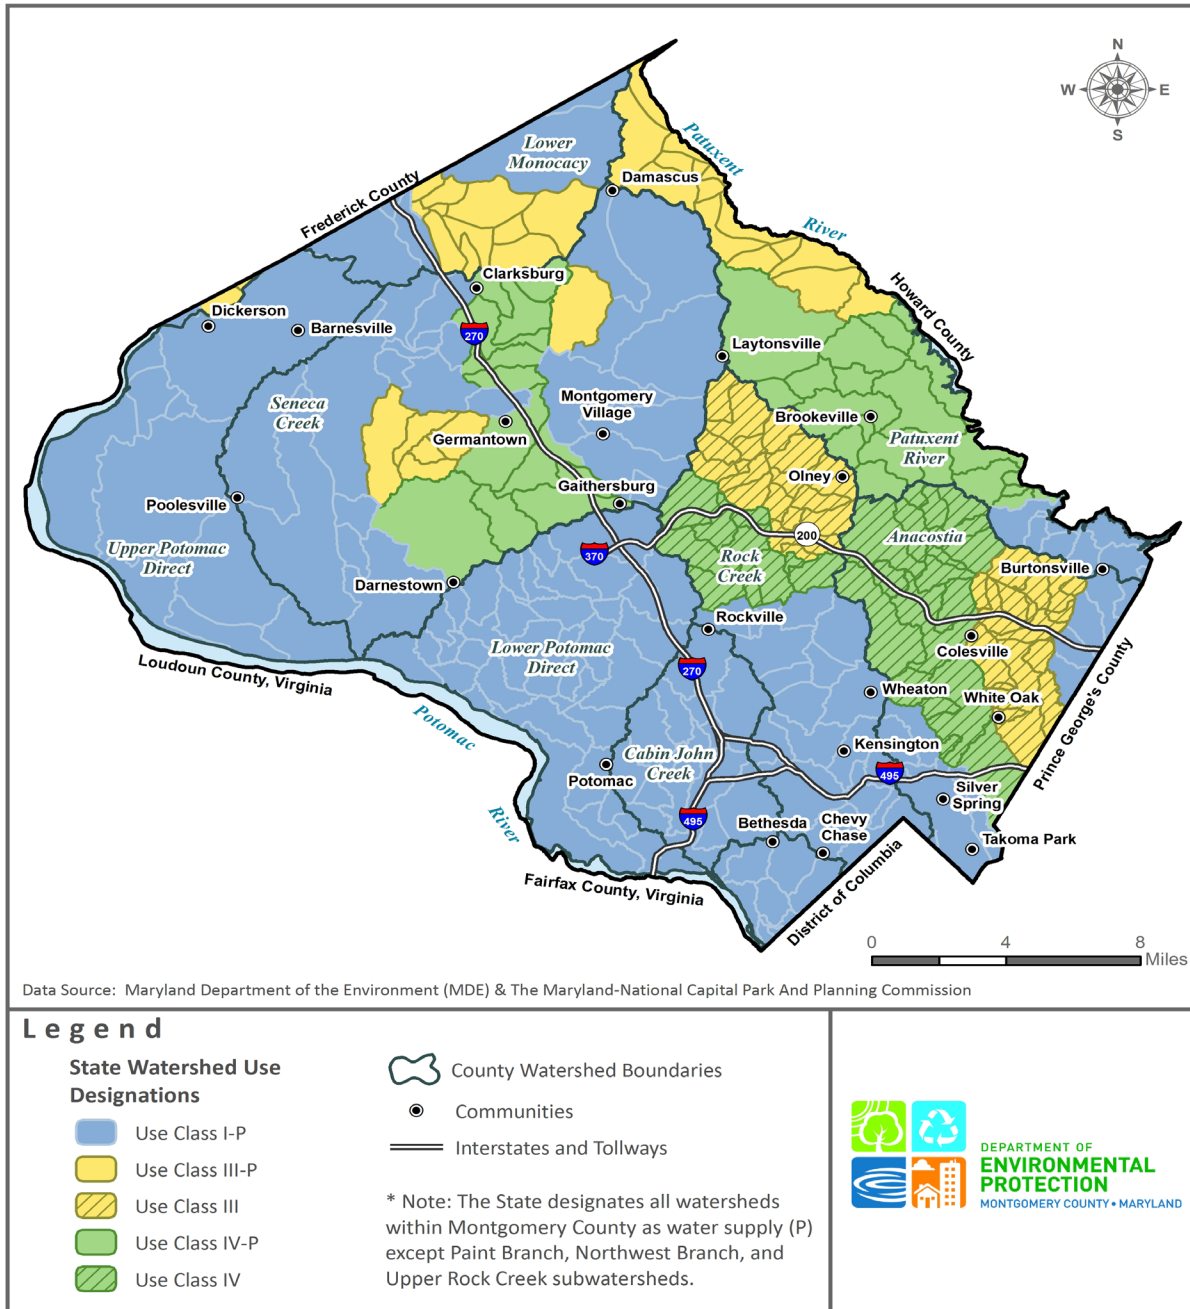 N
W
E
S
Patuxent
River
Lower
Monocacy
Damascus
Frederick County
Clarksburg
Howard County
Dickerson
Barnesville
270
Laytonsville
Seneca
Creek
Montgomery
Village
Brookeville
Germantown
Patuxent
River
Olney
Gaithersburg
Poolesville
200
Anacostia
Upper Potomac
Direct
370
Rock
Creek
Burtonsville
Darnestown
Rockville
Lower Potomac
Direct
Colesville
Loudoun County, Virginia
270
Wheaton
White Oak
Prince George's County
Potomac
River
Kensington
Cabin John
Creek
Potomac
495
Silver
Spring
495
Bethesda
Chevy
Chase
Takoma Park
District of Columbia
Fairfax County, Virginia
0
4
8
Miles
Data Source:  Maryland Department of the Environment (MDE) & The Maryland-National Capital Park And Planning Commission
Legend
State Watershed Use
Designations
Use Class I-P
Use Class III-P
Use Class III
Use Class IV-P
Use Class IV
County Watershed Boundaries
Communities
Interstates and Tollways
* Note: The State designates all watersheds
within Montgomery County as water supply (P)
except Paint Branch, Northwest Branch, and
Upper Rock Creek subwatersheds.
DEPARTMENT OF
ENVIRONMENTAL
PROTECTION
MONTGOMERY COUNTY • MARYLAND